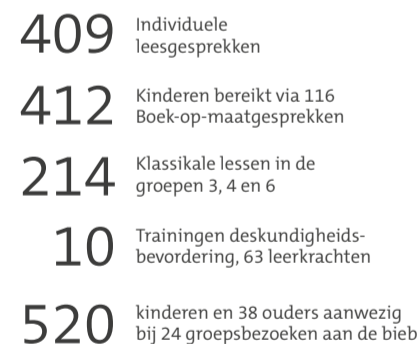 409 Individuele
leesgesprekken
412 Kinderen bereikt via 116
Boek-op-maatgesprekken
214 Klassikale lessen in de
groepen 3, 4 en 6
10 Trainingen deskundigheids-
bevordering, 63 leerkrachten
520 kinderen en 38 ouders aanwezig
bij 24 groepsbezoeken aan de bieb